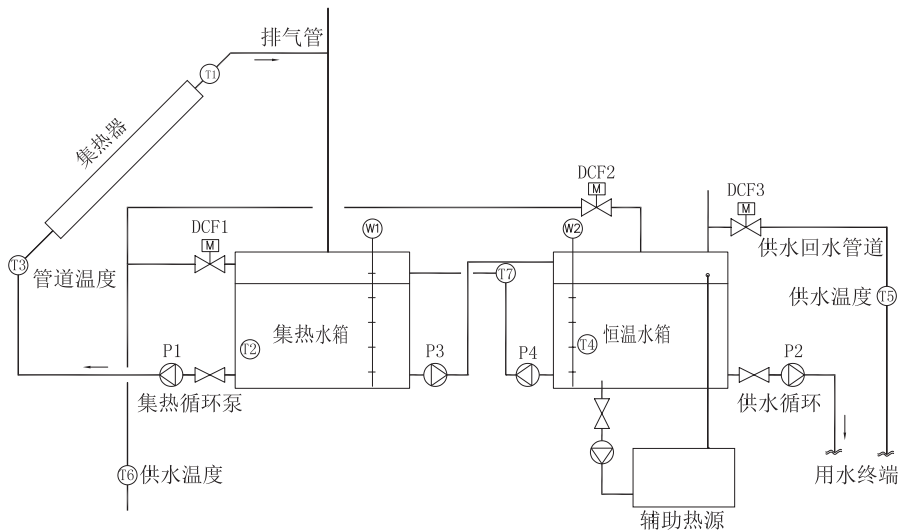 排气管
T1
集热器
DCF2
M
DCF3
M
DCF1
M
W1
W2
供水回水管道
T3
管道温度
T7
供水温度
T5
集热水箱
恒温水箱
T2
T4
P1
P3
P4
P2
集热循环泵
供水循环
T6
供水温度
用水终端
辅助热源